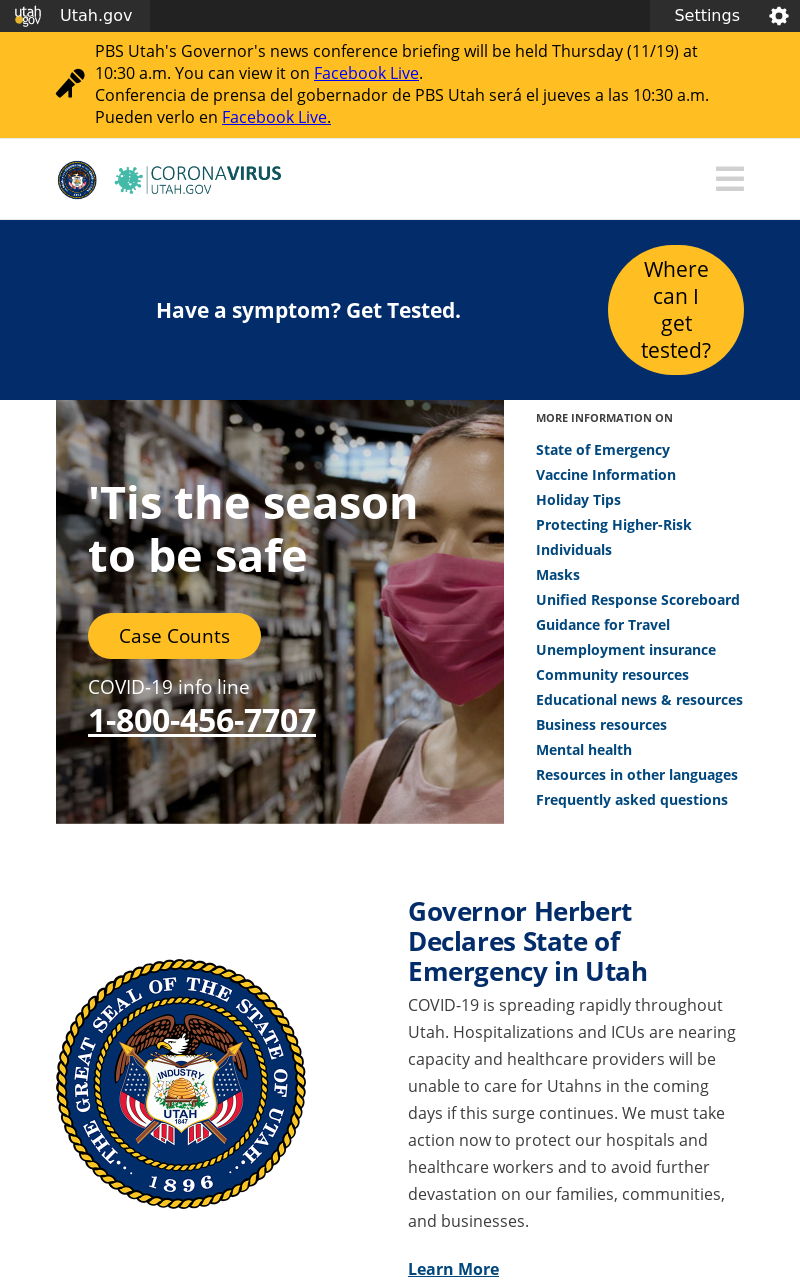 utah
gov
Utah.gov
Settings
PBS Utah's Governor's news conference briefing will be held Thursday (11/19) at
10:30 a.m. You can view it on Facebook Live.
Conferencia de prensa del gobernador de PBS Utah será el jueves a las 10:30 a.m.
Pueden verlo en Facebook Live.
CORONAVIRUS
UTAH.GOV
Have a symptom? Get Tested.
Where
can I
get
tested?
'Tis the season
to be safe
Case Counts
COVID-19 info line
1-800-456-7707
MORE INFORMATION ON
State of Emergency
Vaccine Information
Holiday Tips
Protecting Higher-Risk
Individuals
Masks
Unified Response Scoreboard
Guidance for Travel
Unemployment insurance
Community resources
Educational news & resources
Business resources
Mental health
Resources in other languages
Frequently asked questions
THE GREAT SEAL OF THE STATE OF UTAH
INDUSTRY
UTAH
1847
1896
Governor Herbert
Declares State of
Emergency in Utah
COVID-19 is spreading rapidly throughout
Utah. Hospitalizations and ICUs are nearing
capacity and healthcare providers will be
unable to care for Utahns in the coming
days if this surge continues. We must take
action now to protect our hospitals and
healthcare workers and to avoid further
devastation on our families, communities,
and businesses.
Learn More